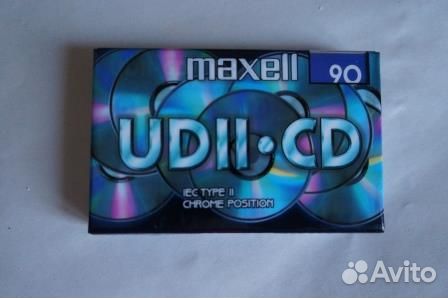 maxell
90
UDII•CD
IEC TYPE II
CHROME POSITION
Avito